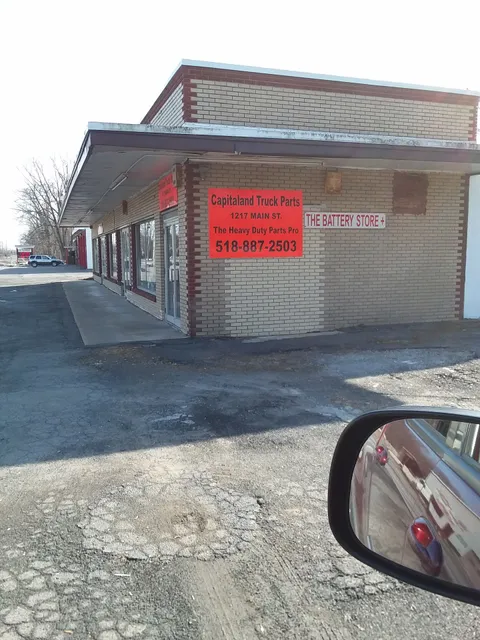 Capitaland Truck Parts
1217 MAIN ST.
The Heavy Duty Parts Pro
518-887-2503
THE BATTERY STORE+